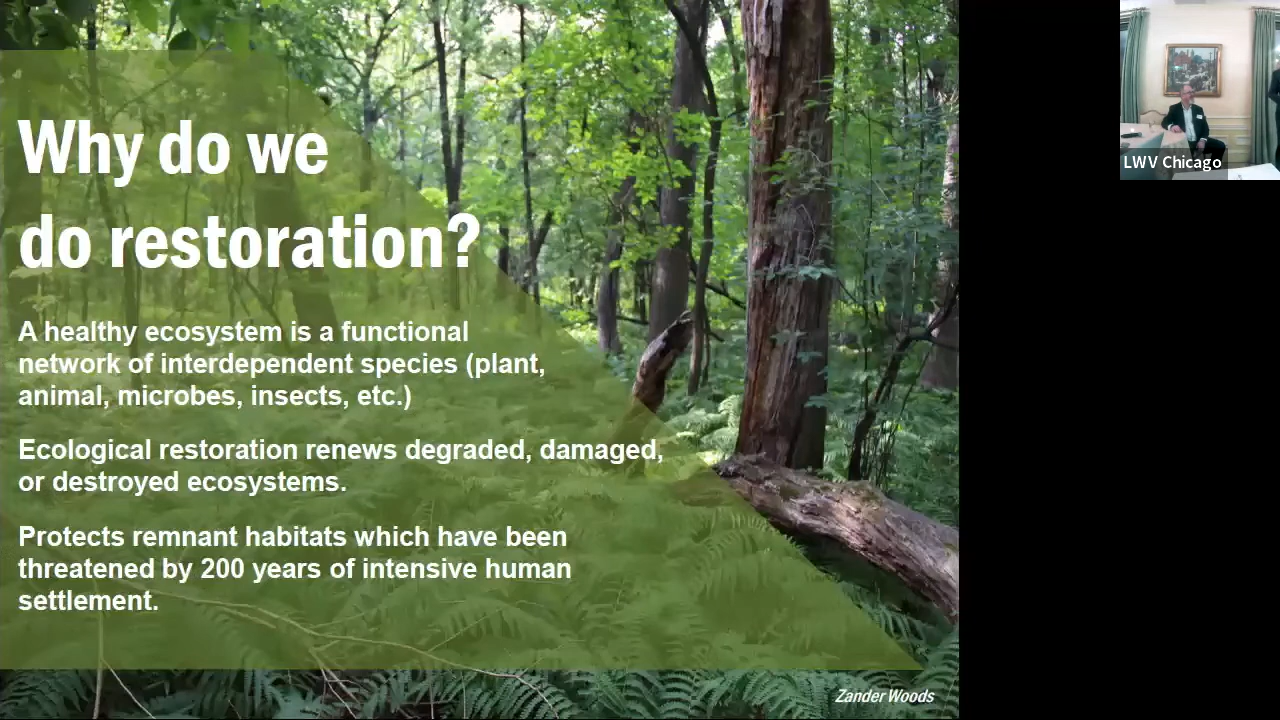 Why do we
do restoration?
A healthy ecosystem is a functional
network of interdependent species (plant,
animal, microbes, insects, etc.)
Ecological restoration renews degraded, damaged,
or destroyed ecosystems.
Protects remnant habitats which have been
threatened by 200 years of intensive human
settlement.
Zander Woods
LWV Chicago